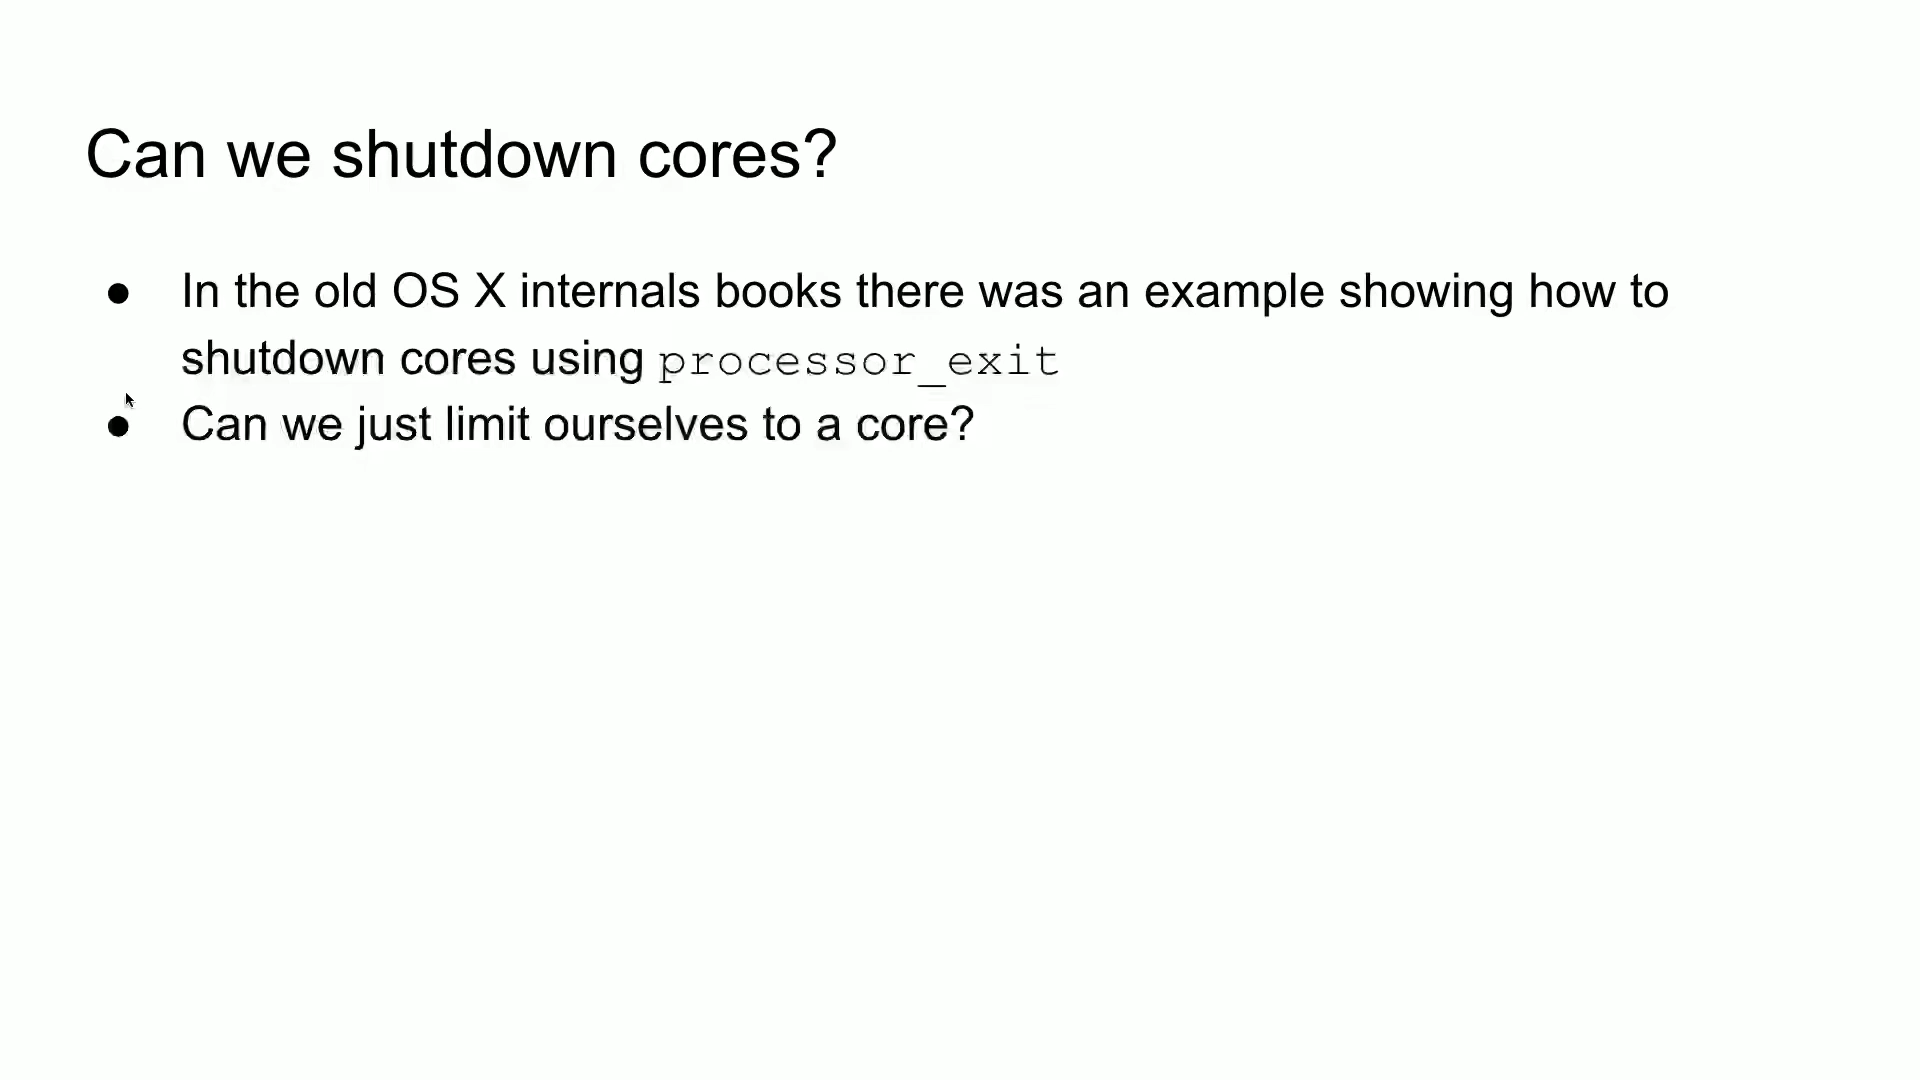 Can we shutdown cores?
● In the old OS X internals books there was an example showing how to
shutdown cores using processor_exit
● Can we just limit ourselves to a core?